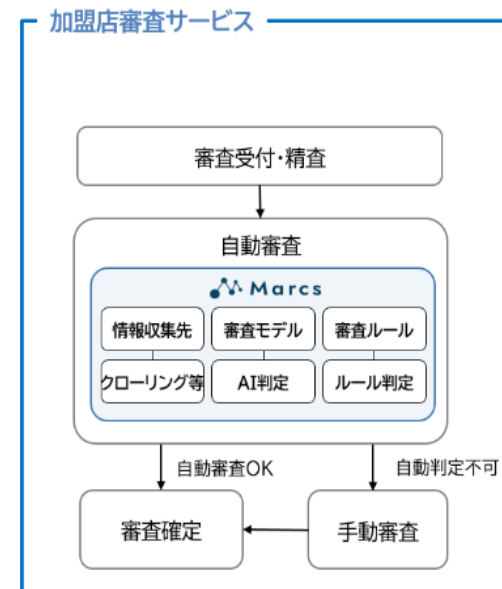 加盟店審査サービス
審査受付・精査
自動審査
Marcs
情報収集先 審査モデル 審査ルール
クローリング等 AI判定 ルール判定
自動審査OK 自動判定不可
審査確定 手動審査